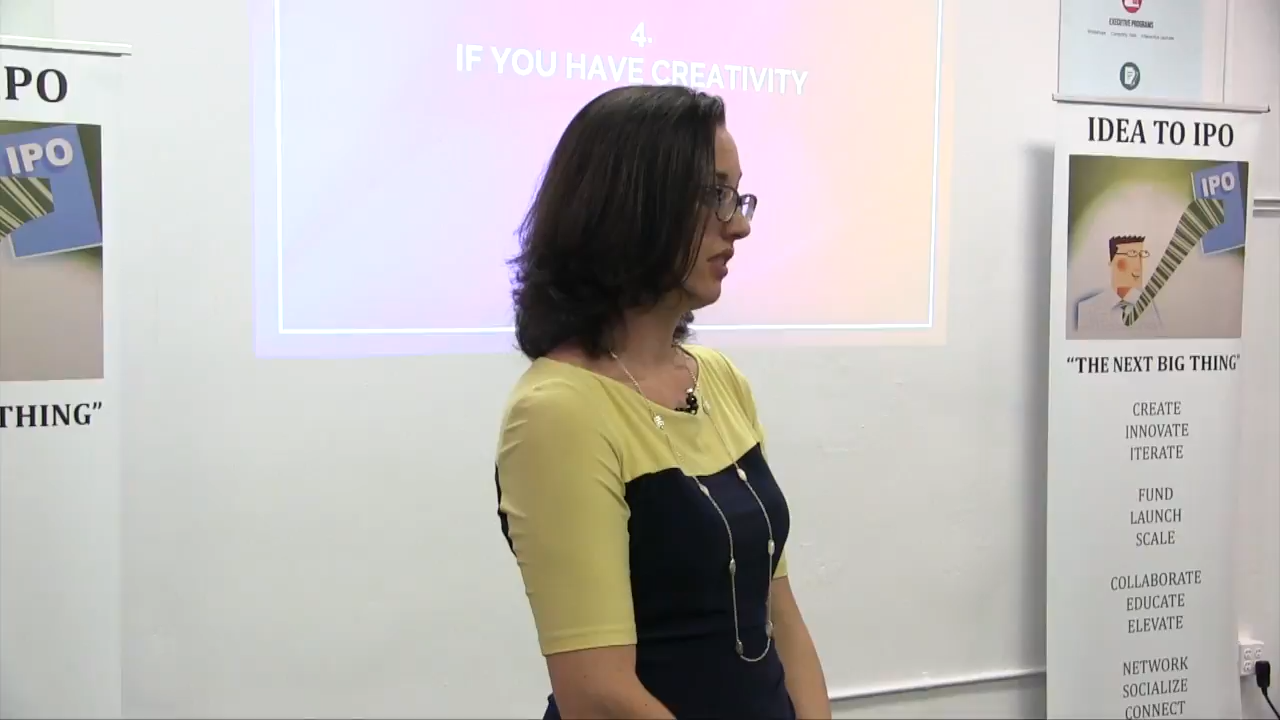 PO
IPO
THING”
4.
IF YOU HAVE CREATIVITY
EXECUTIVE PROGRAMS
IDEA TO IPO
IPO
“THE NEXT BIG THING”
CREATE
INNOVATE
ITERATE
FUND
LAUNCH
SCALE
COLLABORATE
EDUCATE
ELEVATE
NETWORK
SOCIALIZE
CONNECT